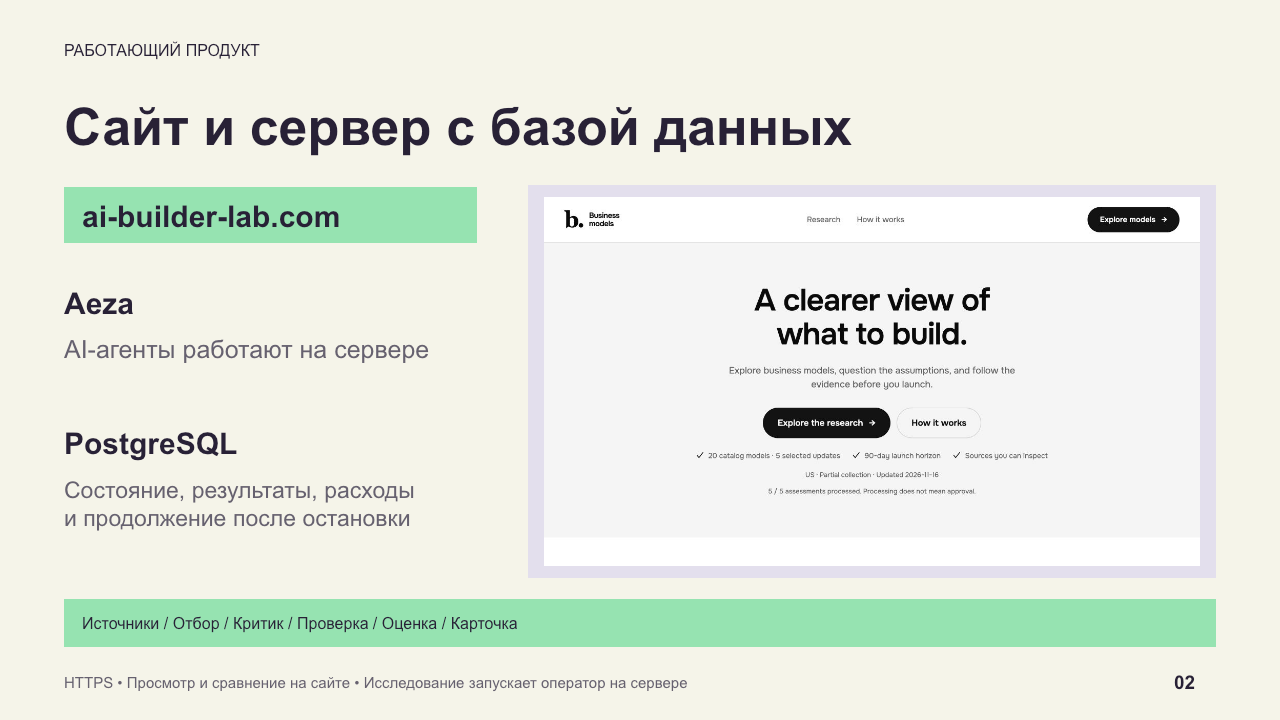 РАБОТАЮЩИЙ ПРОДУКТ
Сайт и сервер с базой данных
ai-builder-lab.com
Aeza
AI-агенты работают на сервере
PostgreSQL
Состояние, результаты, расходы
и продолжение после остановки
b. Business
models
Research
How it works
Explore models →
A clearer view of
what to build.
Explore business models, question the assumptions, and follow the
evidence before you launch.
Explore the research →
How it works
✓ 20 catalog models · 5 selected updates ✓ 90-day launch horizon ✓ Sources you can inspect
US · Partial collection · Updated 2026-11-16
5 / 5 assessments processed. Processing does not mean approval.
Источники / Отбор / Критик / Проверка / Оценка / Карточка
HTTPS • Просмотр и сравнение на сайте • Исследование запускает оператор на сервере
02